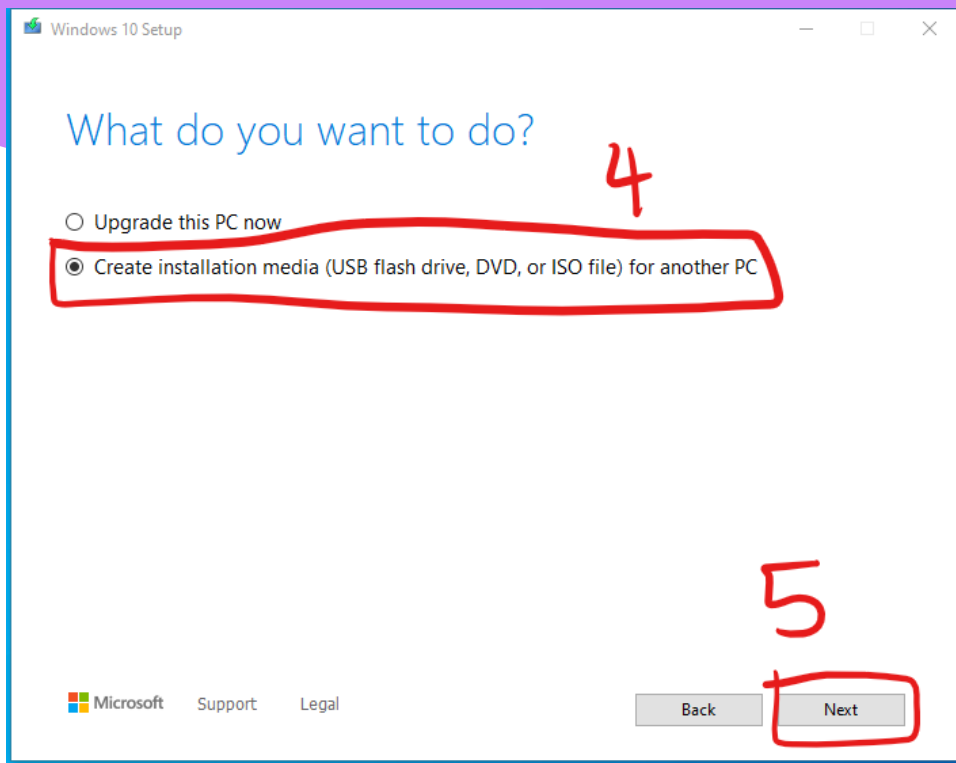 Windows 10 Setup
What do you want to do?
4
Upgrade this PC now
Create installation media (USB flash drive, DVD, or ISO file) for another PC
5
Microsoft Support Legal Back Next